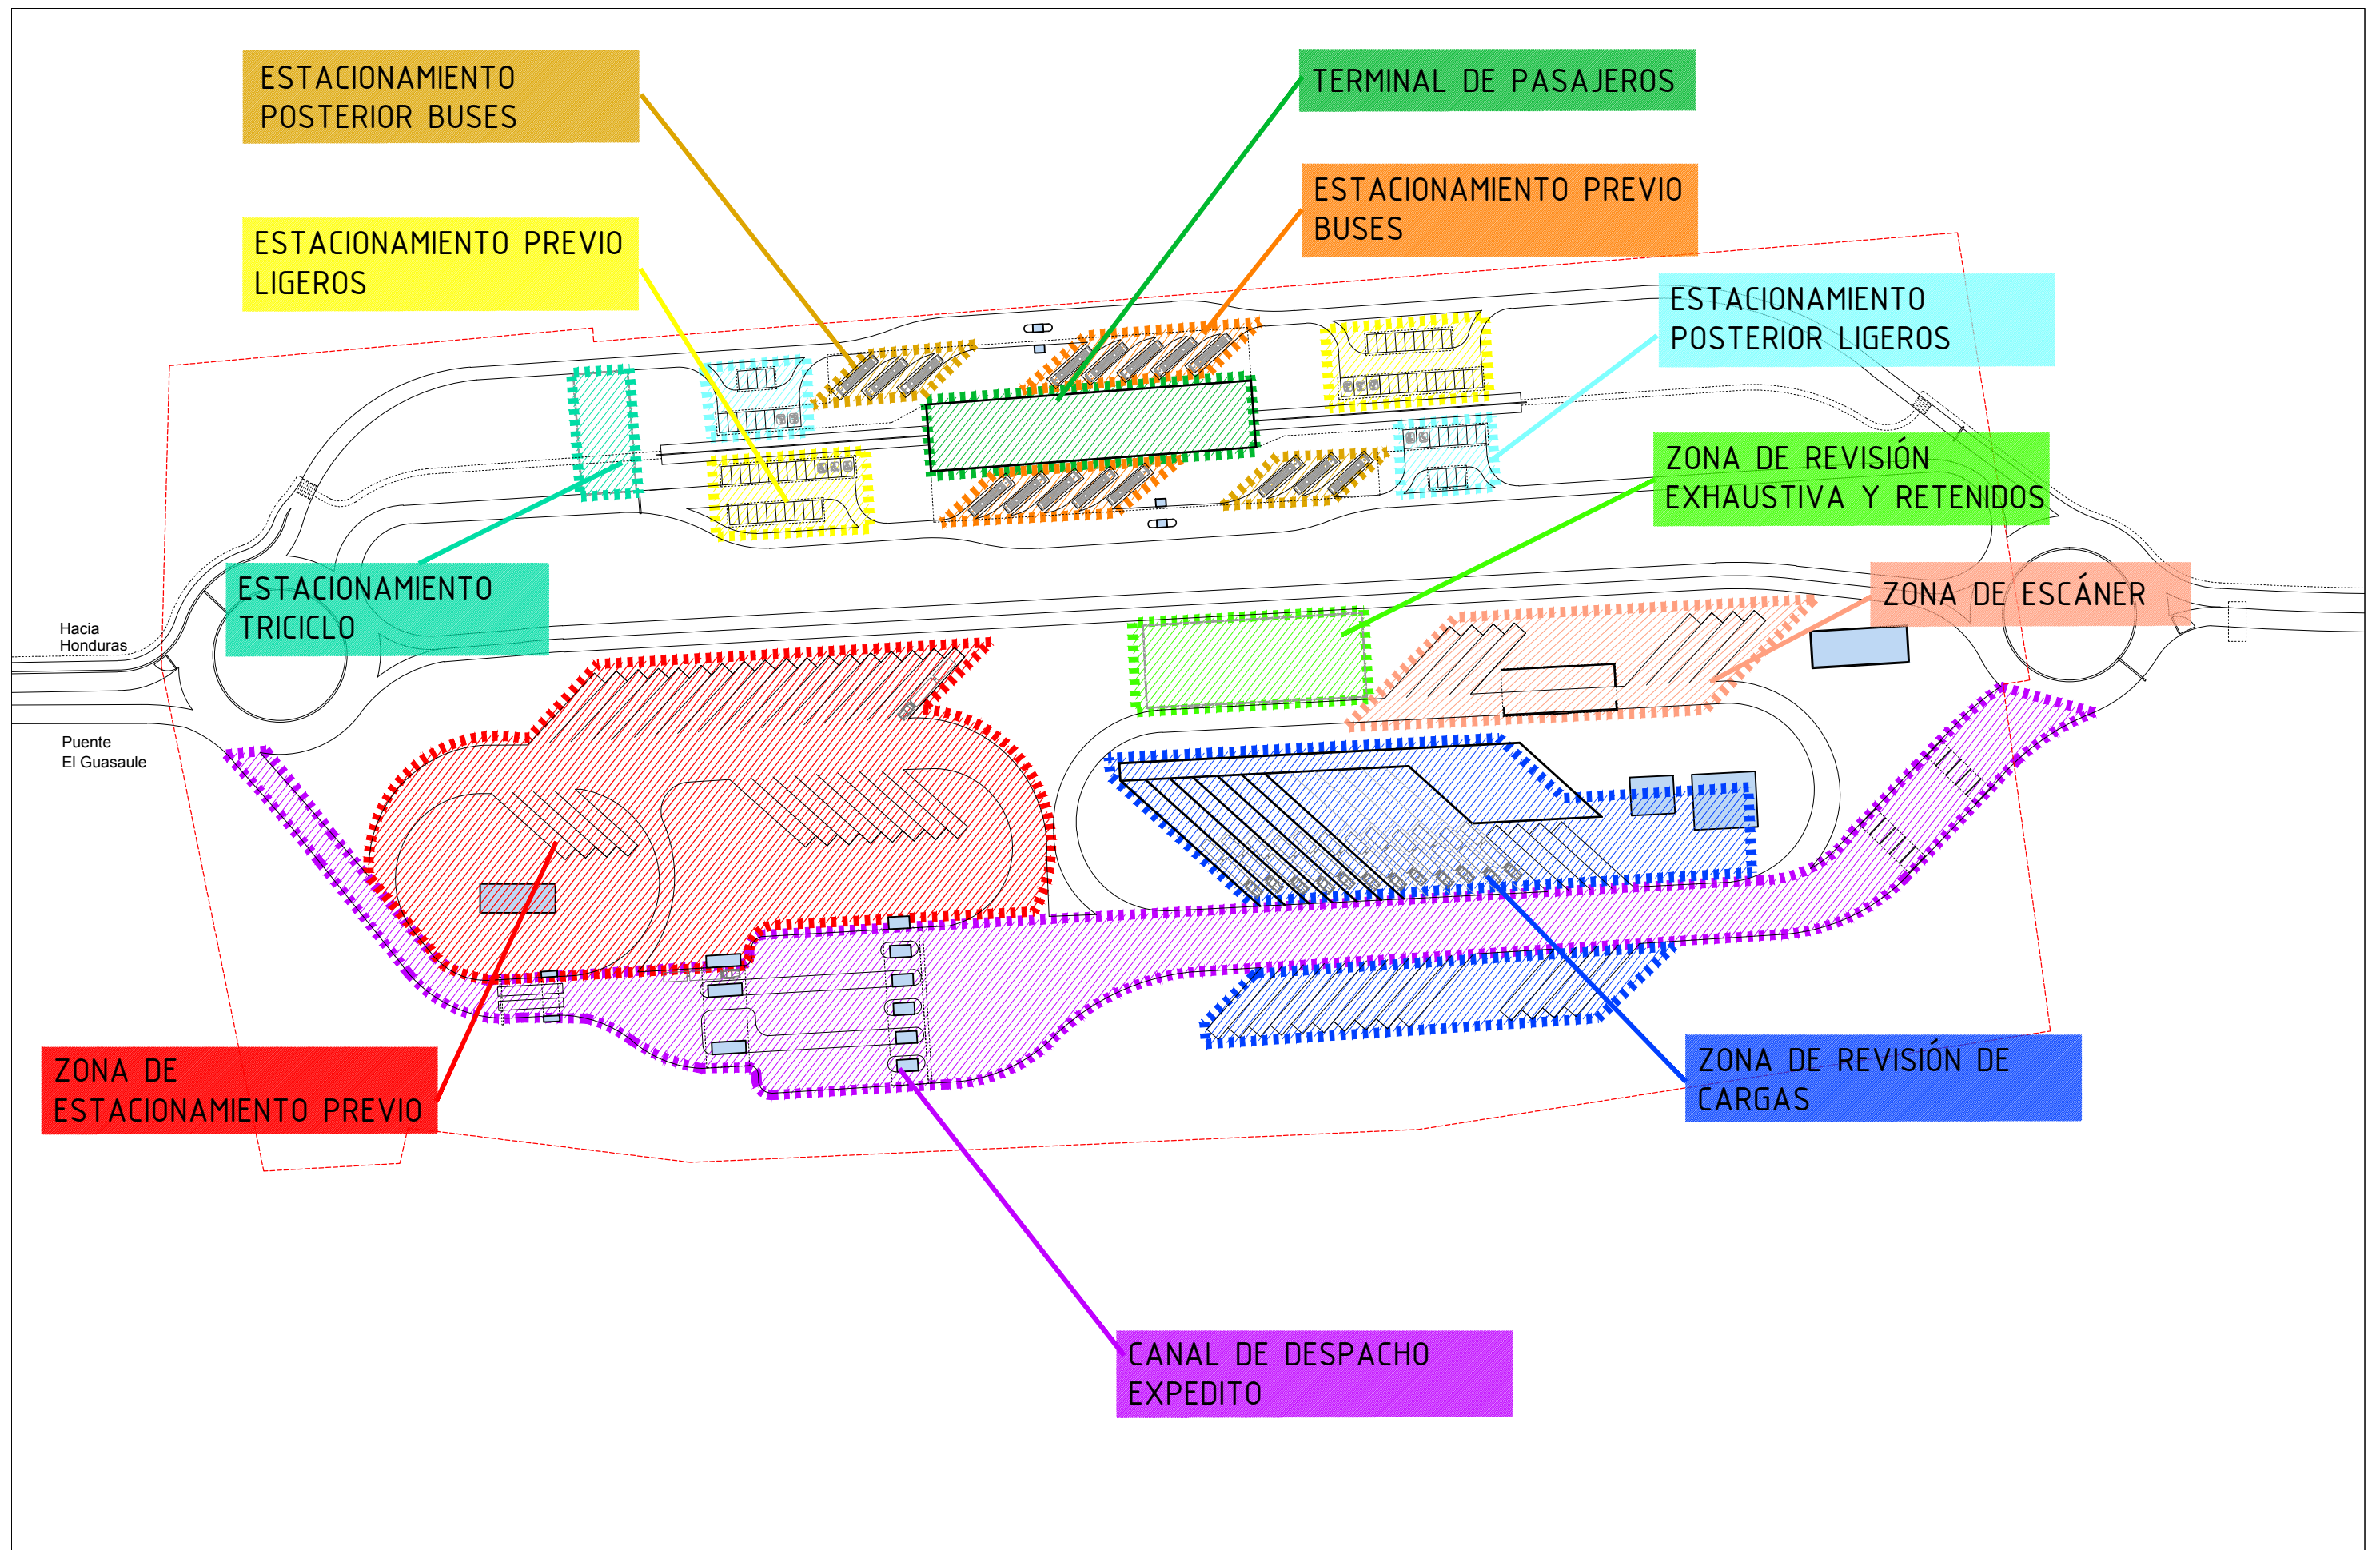 ESTACIONAMIENTO
POSTERIOR BUSES
TERMINAL DE PASAJEROS
ESTACIONAMIENTO PREVIO
BUSES
ESTACIONAMIENTO PREVIO
LIGEROS
ESTACIONAMIENTO
POSTERIOR LIGEROS
ZONA DE REVISIÓN
EXHAUSTIVA Y RETENIDOS
ESTACIONAMIENTO
TRICICLO
ZONA DE ESCÁNER
Hacia
Honduras
Puente
El Guasaule
ZONA DE
ESTACIONAMIENTO PREVIO
ZONA DE REVISIÓN DE
CARGAS
CANAL DE DESPACHO
EXPEDITO